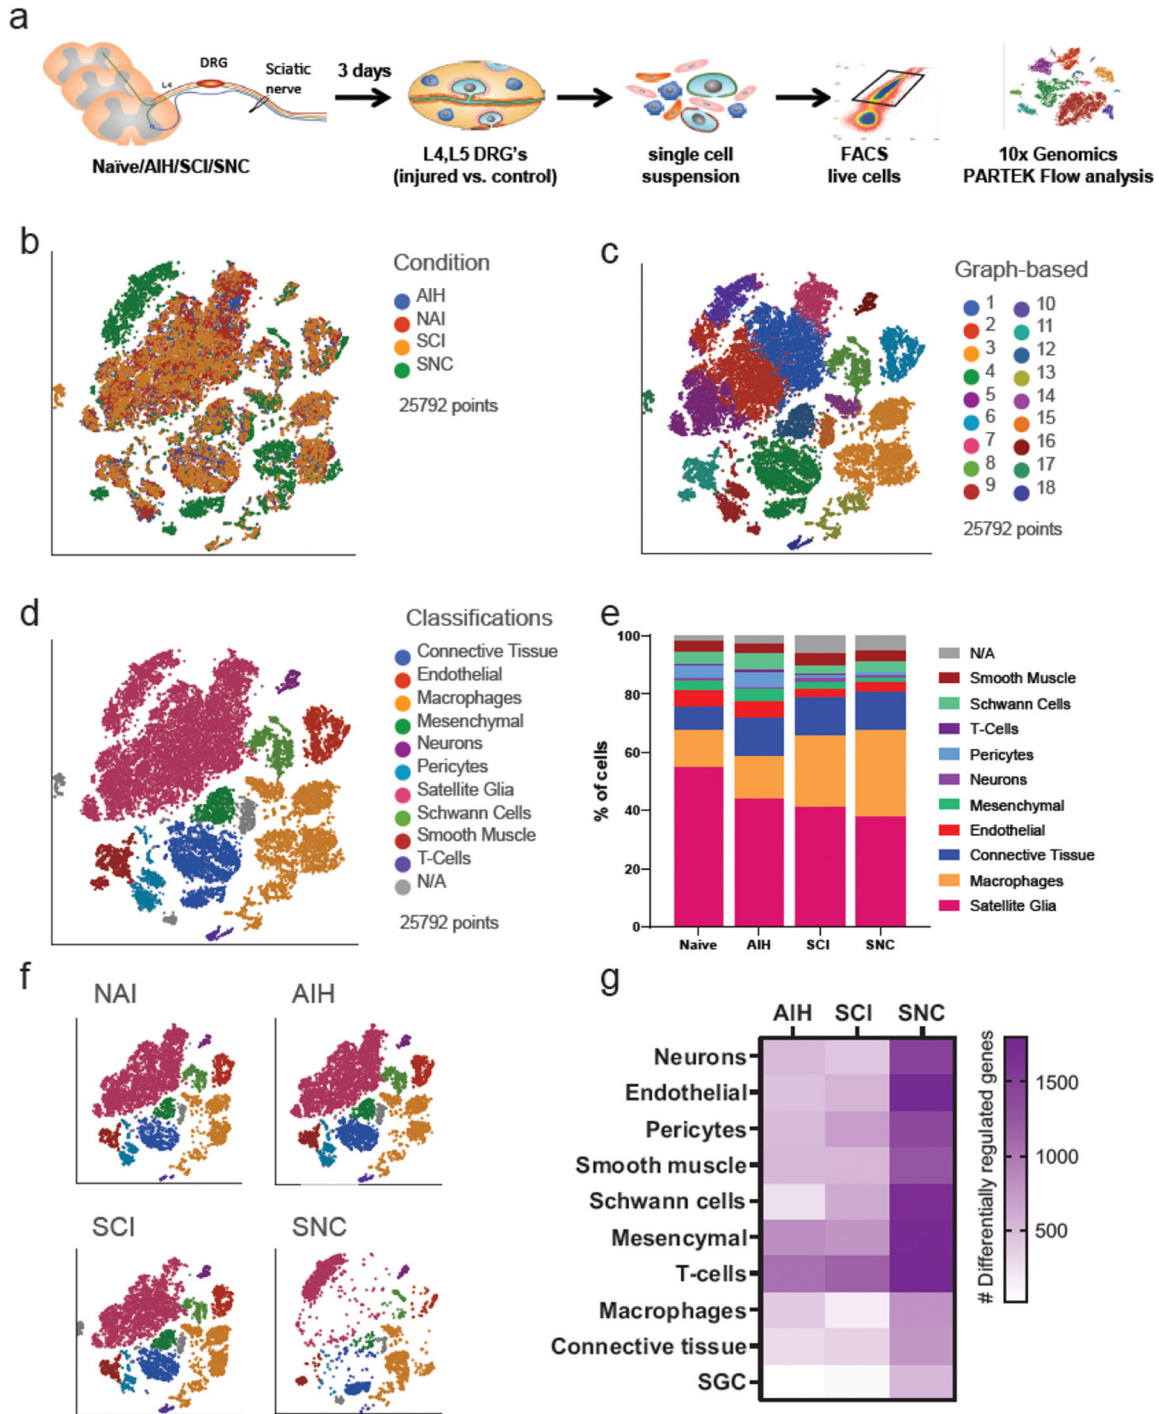 a
L4
DRG
Sciatic
nerve
3 days
Naïve/AIH/SCI/SNC
L4,L5 DRG's
(injured vs. control)
single cell
suspension
FACS
live cells
10x Genomics
PARTEK Flow analysis
b
Condition
AIH
NAI
SCI
SNC
25792 points
c
Graph-based
1
2
3
4
5
6
7
8
9
10
11
12
13
14
15
16
17
18
25792 points
d
Classifications
Connective Tissue
Endothelial
Macrophages
Mesenchymal
Neurons
Pericytes
Satellite Glia
Schwann Cells
Smooth Muscle
T-Cells
N/A
25792 points
e
% of cells
100
80
60
40
20
0
Naive
AIH
SCI
SNC
N/A
Smooth Muscle
Schwann Cells
T-Cells
Pericytes
Neurons
Mesenchymal
Endothelial
Connective Tissue
Macrophages
Satellite Glia
f
NAI
AIH
SCI
SNC
g
AIH SCI SNC
Neurons
Endothelial
Pericytes
Smooth muscle
Schwann cells
Mesencymal
T-cells
Macrophages
Connective tissue
SGC
1500
1000
500
# Differentially regulated genes